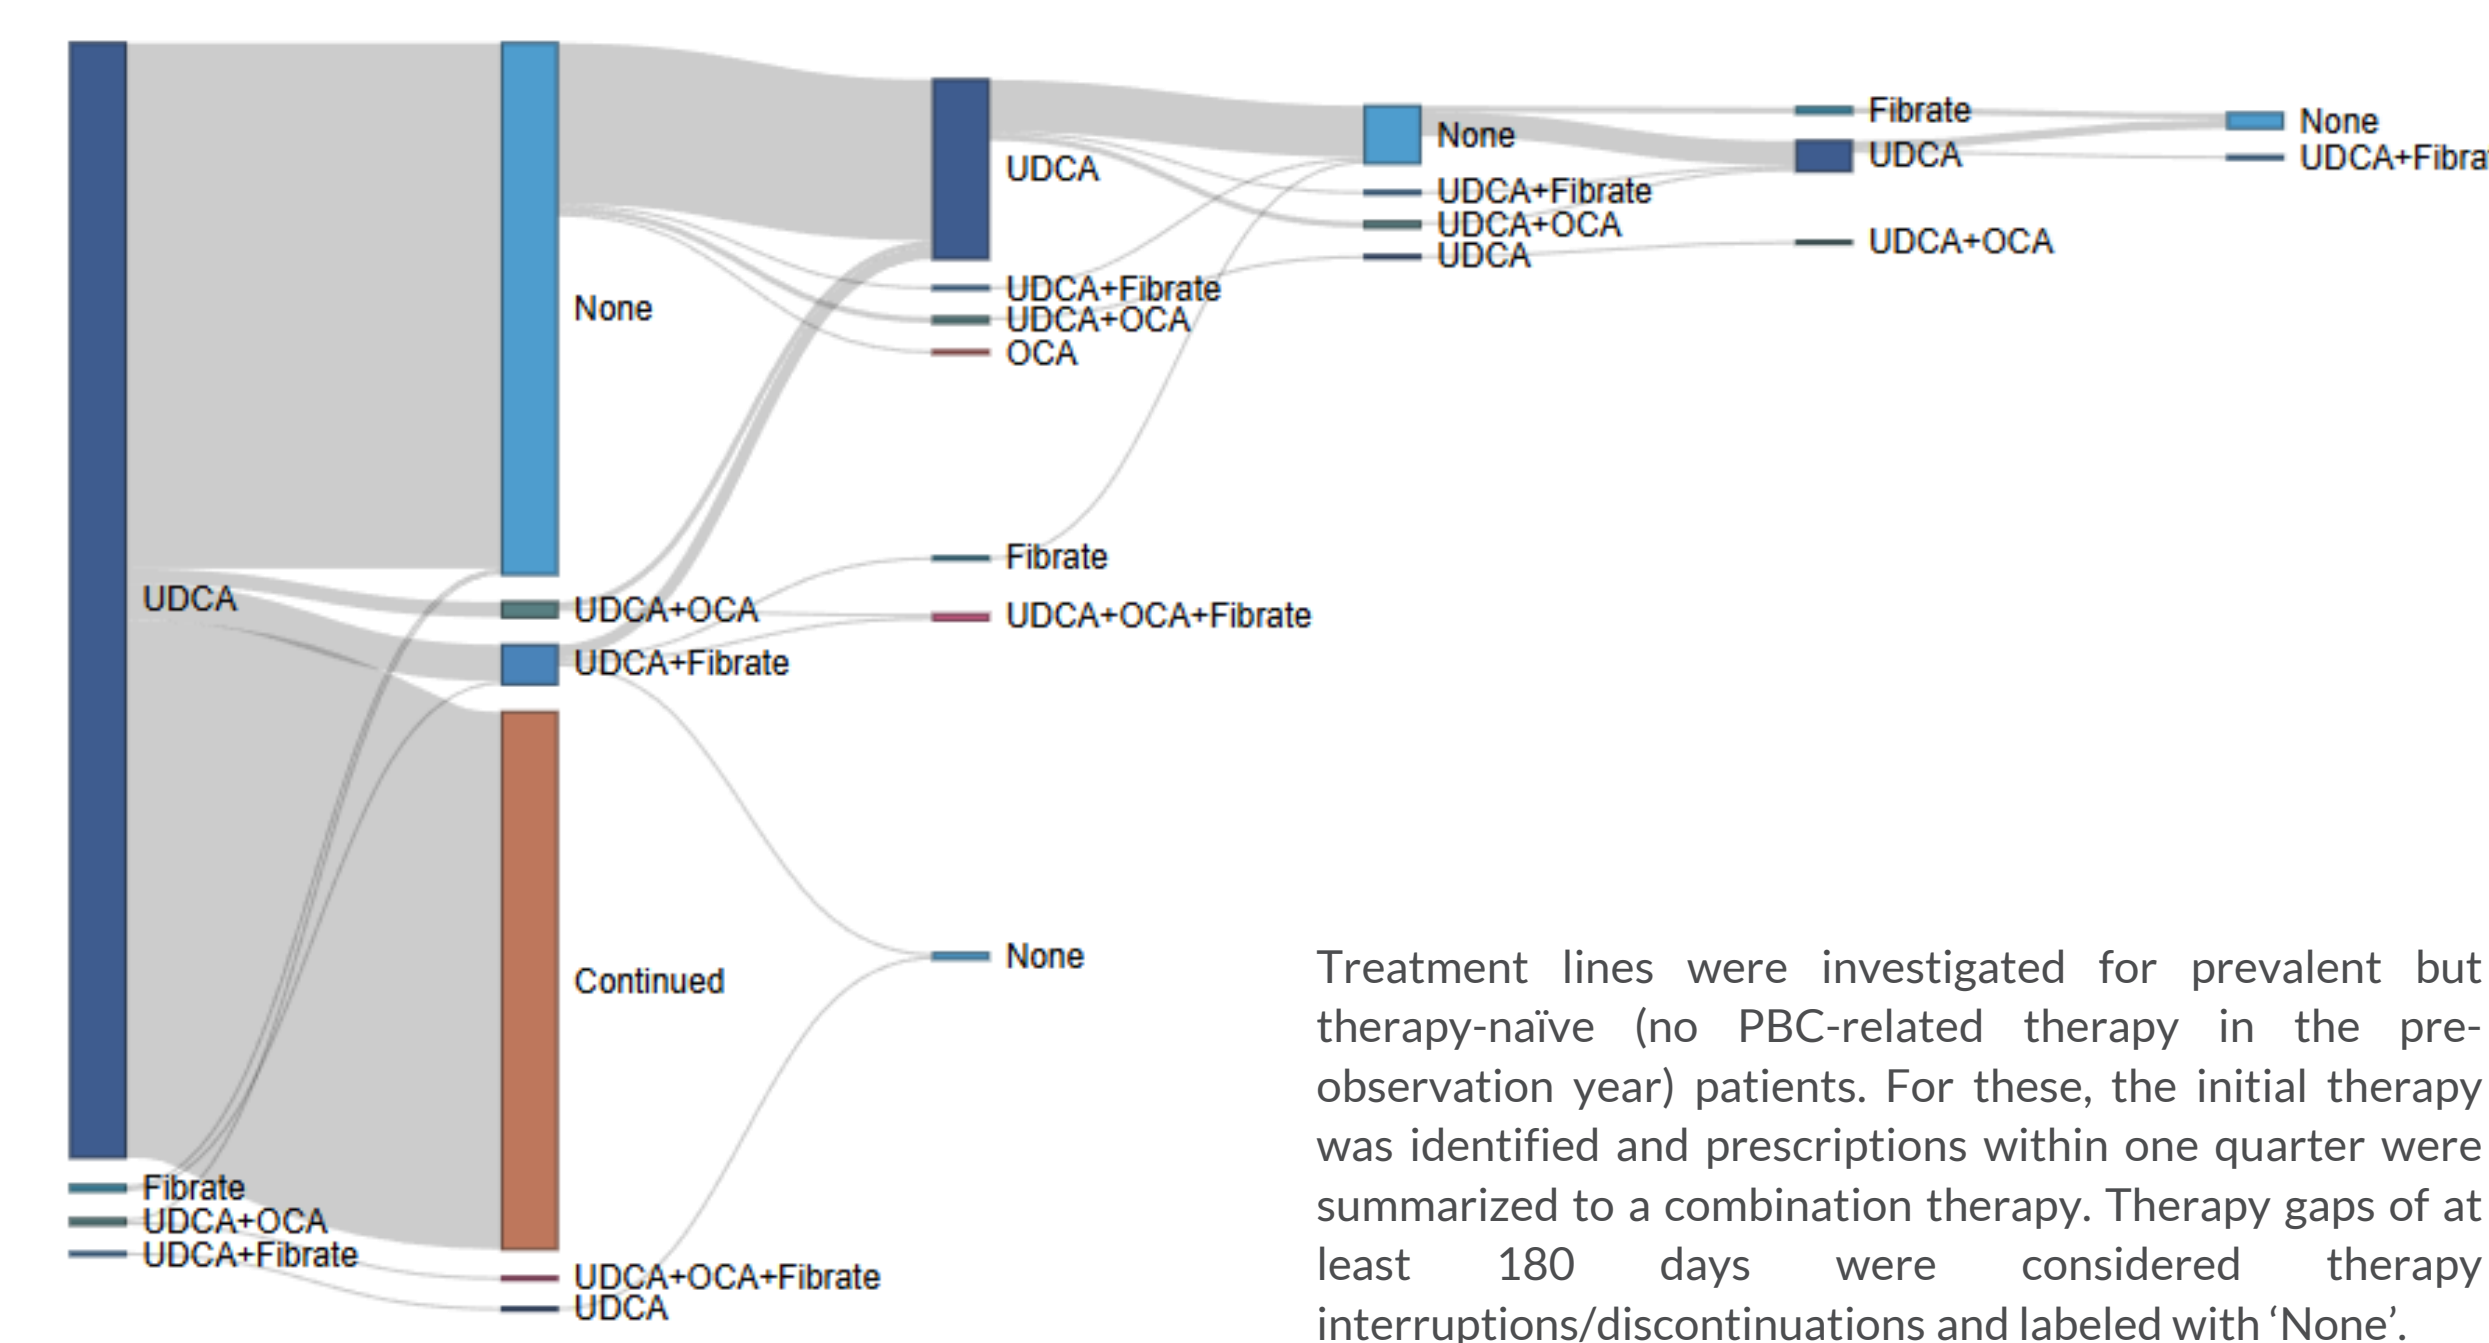 UDCA
Fibrate
UDCA+OCA
UDCA+Fibrate
None
UDCA+OCA
UDCA+Fibrate
Continued
UDCA+OCA+Fibrate
UDCA
UDCA
UDCA+Fibrate
UDCA+OCA
OCA
Fibrate
UDCA+OCA+Fibrate
None
None
UDCA+Fibrate
UDCA+OCA
UDCA
Fibrate
UDCA
UDCA+OCA
None
UDCA+Fibra
Treatment lines were investigated for prevalent but
therapy-naïve (no PBC-related therapy in the pre-
observation year) patients. For these, the initial therapy
was identified and prescriptions within one quarter were
summarized to a combination therapy. Therapy gaps of at
least 180 days were considered therapy
interruptions/discontinuations and labeled with ‘None’.